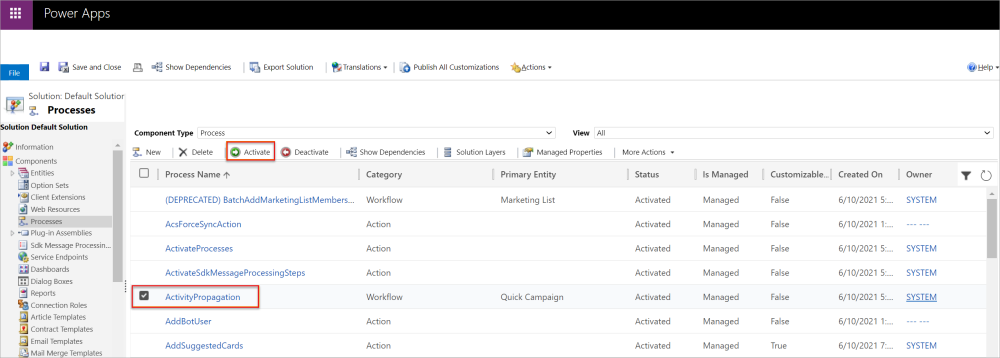 Power Apps
File Save and Close Show Dependencies Export Solution Translations Publish All Customizations Actions Help
Solution: Default Solution
Processes
Solution Default Solution
Information
Components
Entities
Option Sets
Client Extensions
Web Resources
Processes
Plug-in Assemblies
Sdk Message Processin...
Service Endpoints
Dashboards
Dialog Boxes
Reports
Connection Roles
Article Templates
Contract Templates
Email Templates
Mail Merge Templates
Component Type Process View All
New Delete Activate Deactivate Show Dependencies Solution Layers Managed Properties More Actions
Process Name Category Primary Entity Status Is Managed Customizable... Created On Owner
(DEPRECATED) BatchAddMarketingListMembers... Workflow Marketing List Activated Managed False 6/10/2021 5:... SYSTEM
AcsForceSyncAction Action Activated Managed False 6/10/2021 1:... --- ---
ActivateProcesses Action Activated Managed False 6/10/2021 5:... SYSTEM
ActivateSdkMessageProcessingSteps Action Activated Managed False 6/10/2021 5:... SYSTEM
ActivityPropagation Workflow Quick Campaign Activated Managed False 6/10/2021 5:... SYSTEM
AddBotUser Action Activated Managed False 6/10/2021 1:... --- ---
AddSuggestedCards Action Activated Managed True 6/10/2021 7:... SYSTEM